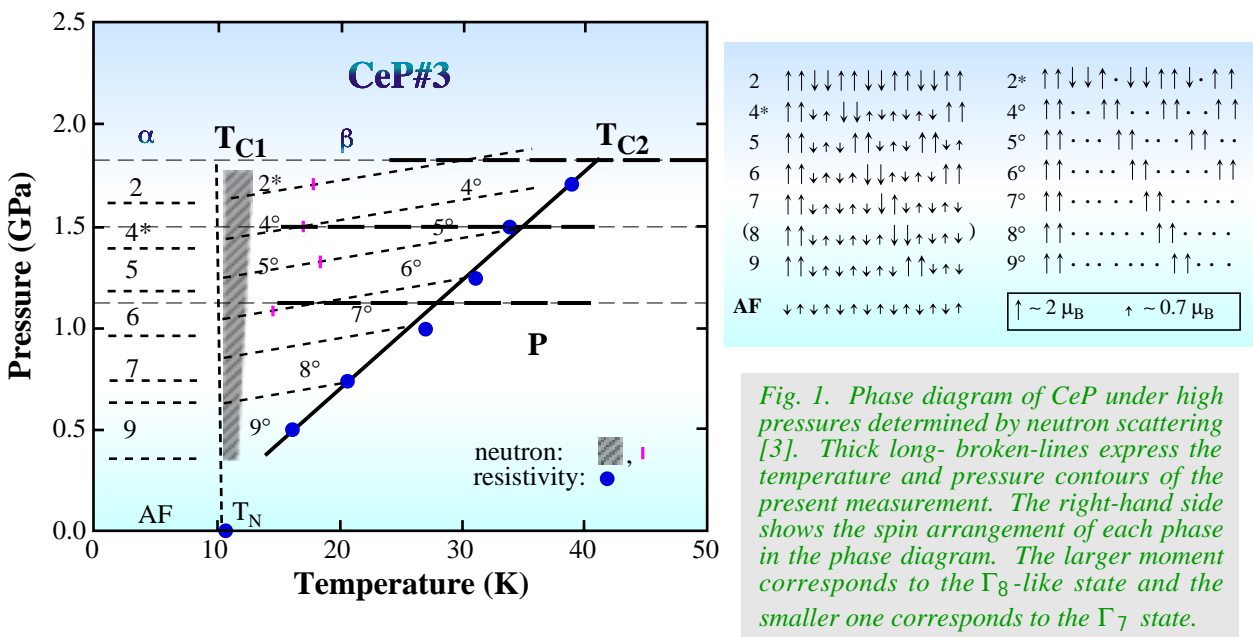 2.5
2.0
1.5
1.0
0.5
0.0
Pressure (GPa)
CeP#3
α
T_C1
β
T_C2
2
4*
5
6
7
9
AF
2*
4°
4°
5°
5°
6°
7°
8°
9°
P
T_N
neutron: ,
resistivity:
0 10 20 30 40 50
Temperature (K)
2 ↑↑↓↓↑↑↓↓↑↑↓↓↑↑
4* ↑↑↓↑↓↓↑↓↑↓↑↑↑
5 ↑↑↓↑↓↑↑↓↑↓↑↑↓
6 ↑↑↓↑↓↑↓↓↑↓↑↓↑↑
7 ↑↑↓↑↓↑↓↑↓↑↓↑↓
(8 ↑↑↓↑↓↑↓↑↓↓↑↓↑↓ )
9 ↑↑↓↑↓↑↓↑↓↑↑↓↑↓
AF ↓↑↓↑↓↑↓↑↓↑↓↑↓↑
2* ↑↑↓↓↑·↓↓↑↑↓·↑↑
4° ↑↑··↑↑··↑↑··↑↑
5° ↑↑···↑↑···↑↑··
6° ↑↑····↑↑····↑↑
7° ↑↑·····↑↑·····
8° ↑↑······↑↑····
9° ↑↑·······↑↑···
↑ ~ 2 μ_B ↑ ~ 0.7 μ_B
Fig. 1. Phase diagram of CeP under high
pressures determined by neutron scattering
[3]. Thick long- broken-lines express the
temperature and pressure contours of the
present measurement. The right-hand side
shows the spin arrangement of each phase
in the phase diagram. The larger moment
corresponds to the Γ8-like state and the
smaller one corresponds to the Γ7 state.